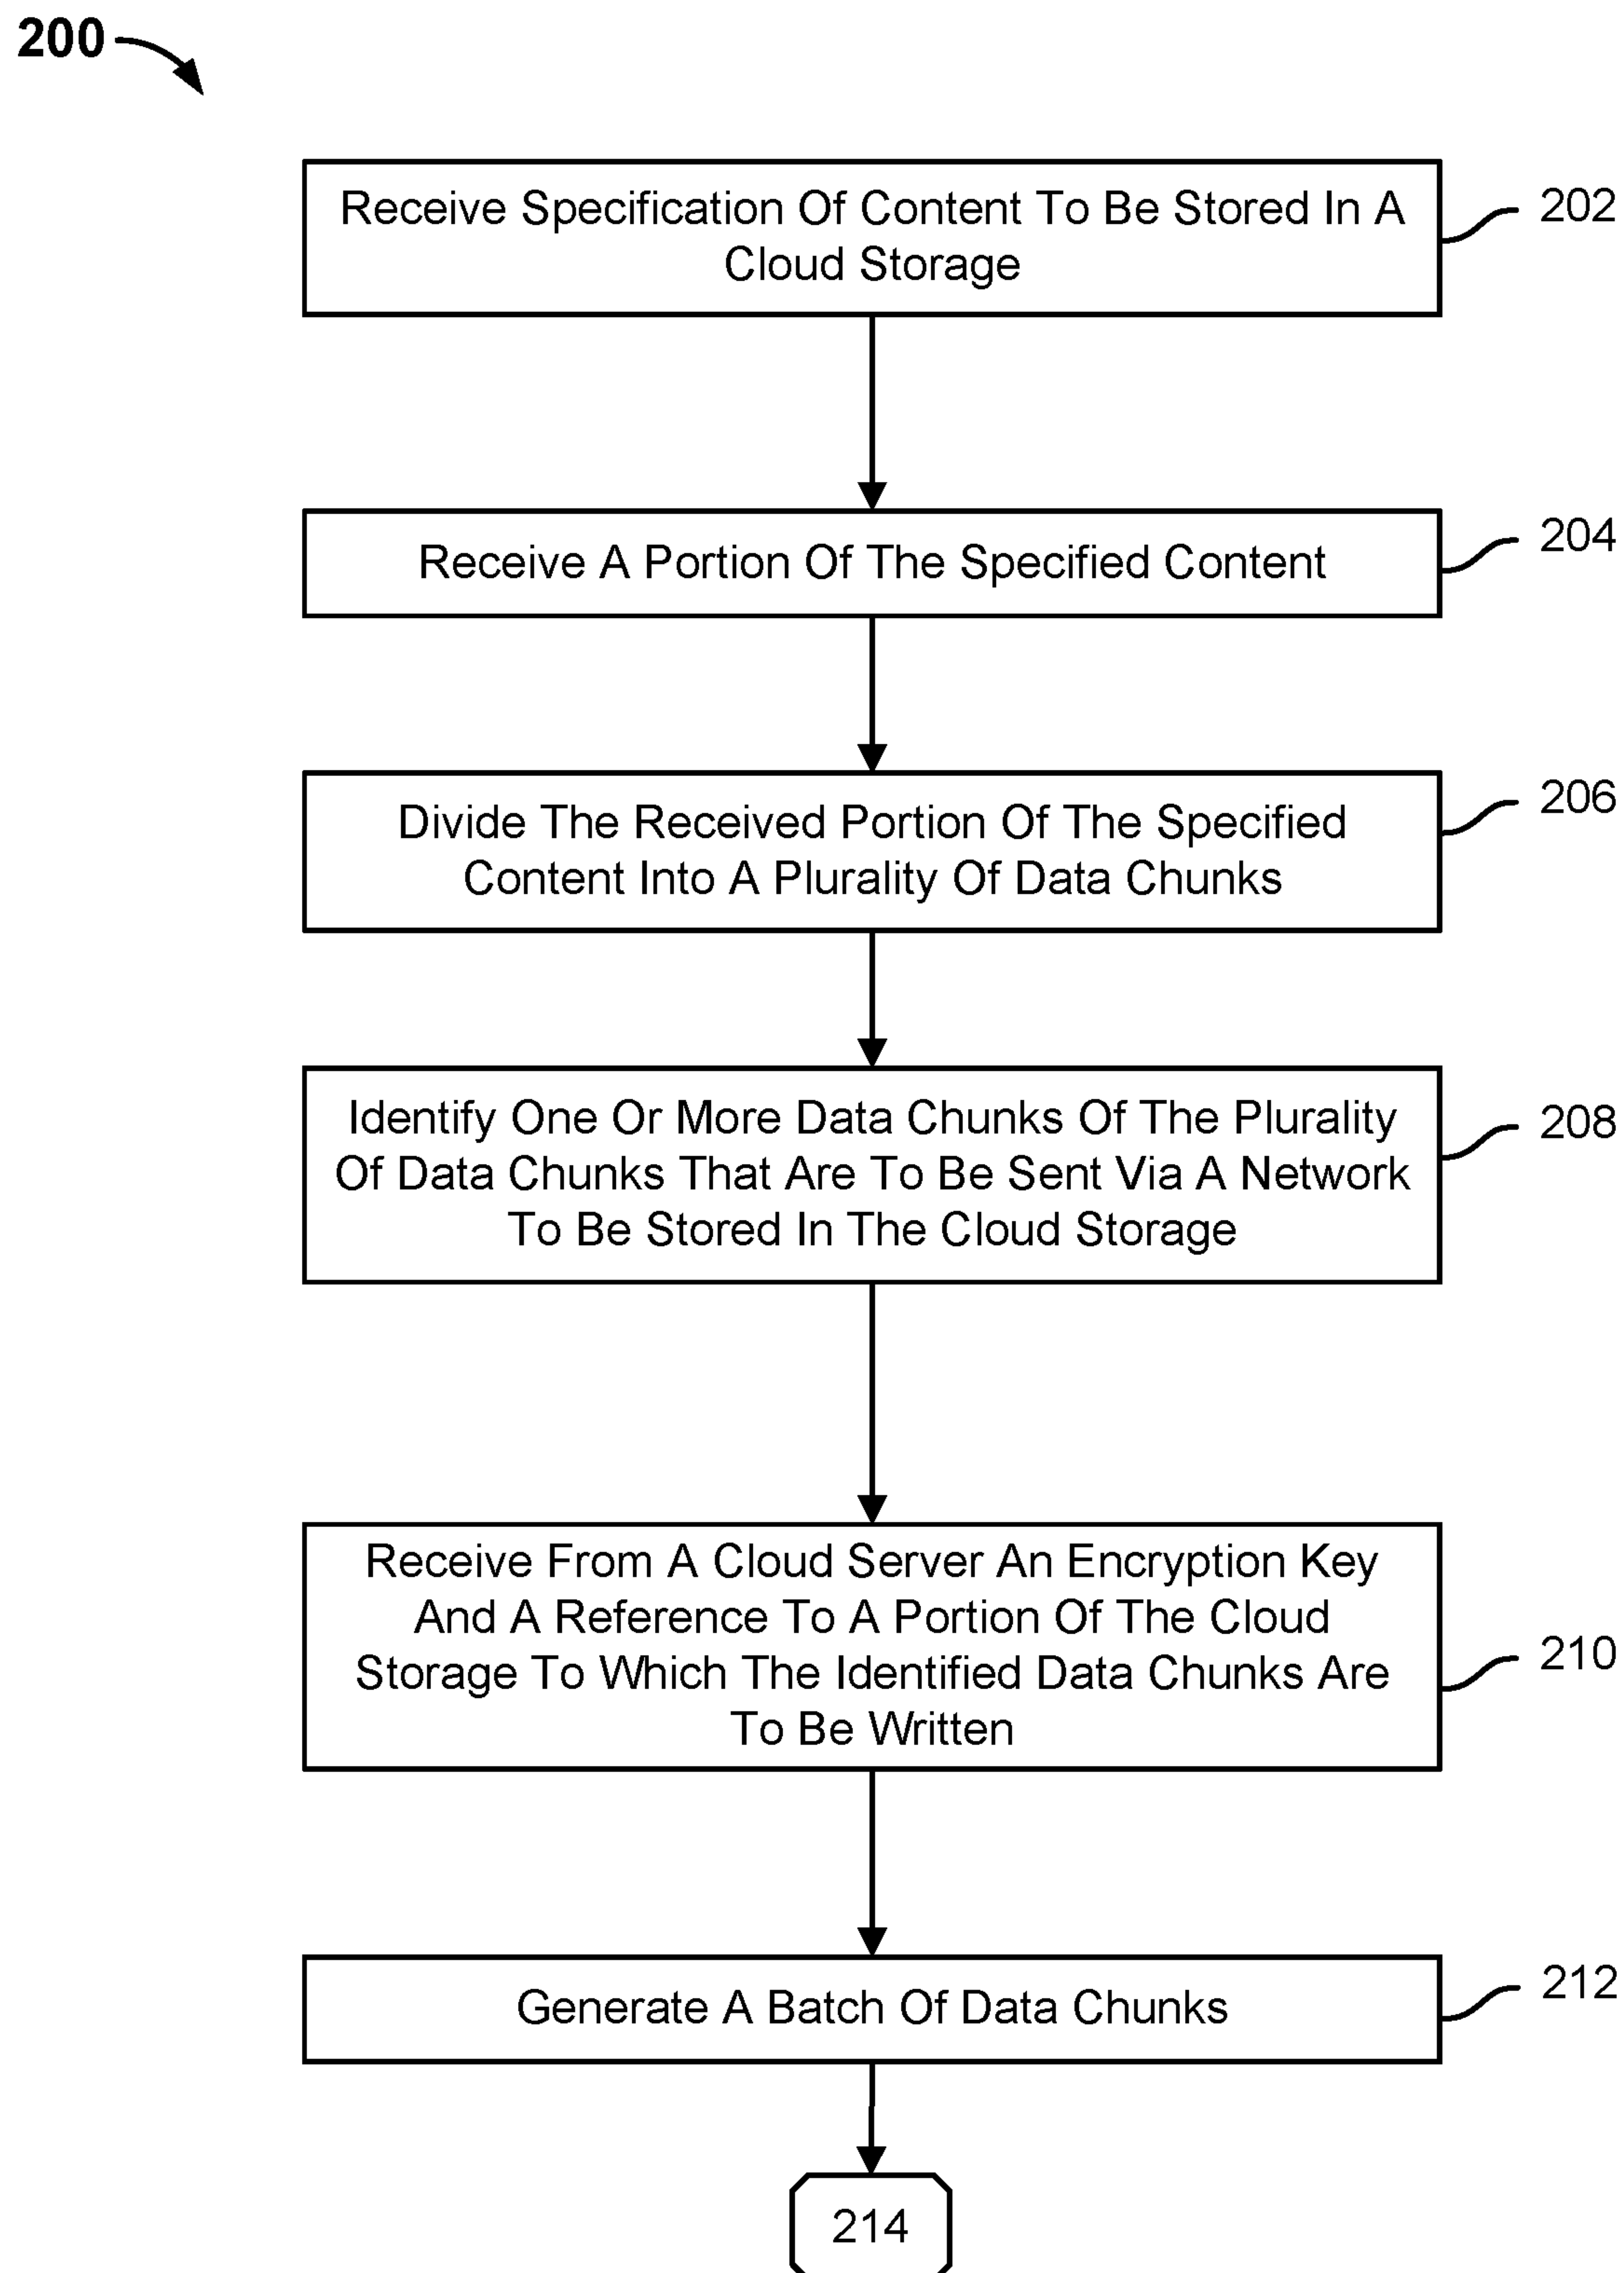 200
Receive Specification Of Content To Be Stored In A
Cloud Storage
202
Receive A Portion Of The Specified Content
204
Divide The Received Portion Of The Specified
Content Into A Plurality Of Data Chunks
206
Identify One Or More Data Chunks Of The Plurality
Of Data Chunks That Are To Be Sent Via A Network
To Be Stored In The Cloud Storage
208
Receive From A Cloud Server An Encryption Key
And A Reference To A Portion Of The Cloud
Storage To Which The Identified Data Chunks Are
To Be Written
210
Generate A Batch Of Data Chunks
212
214